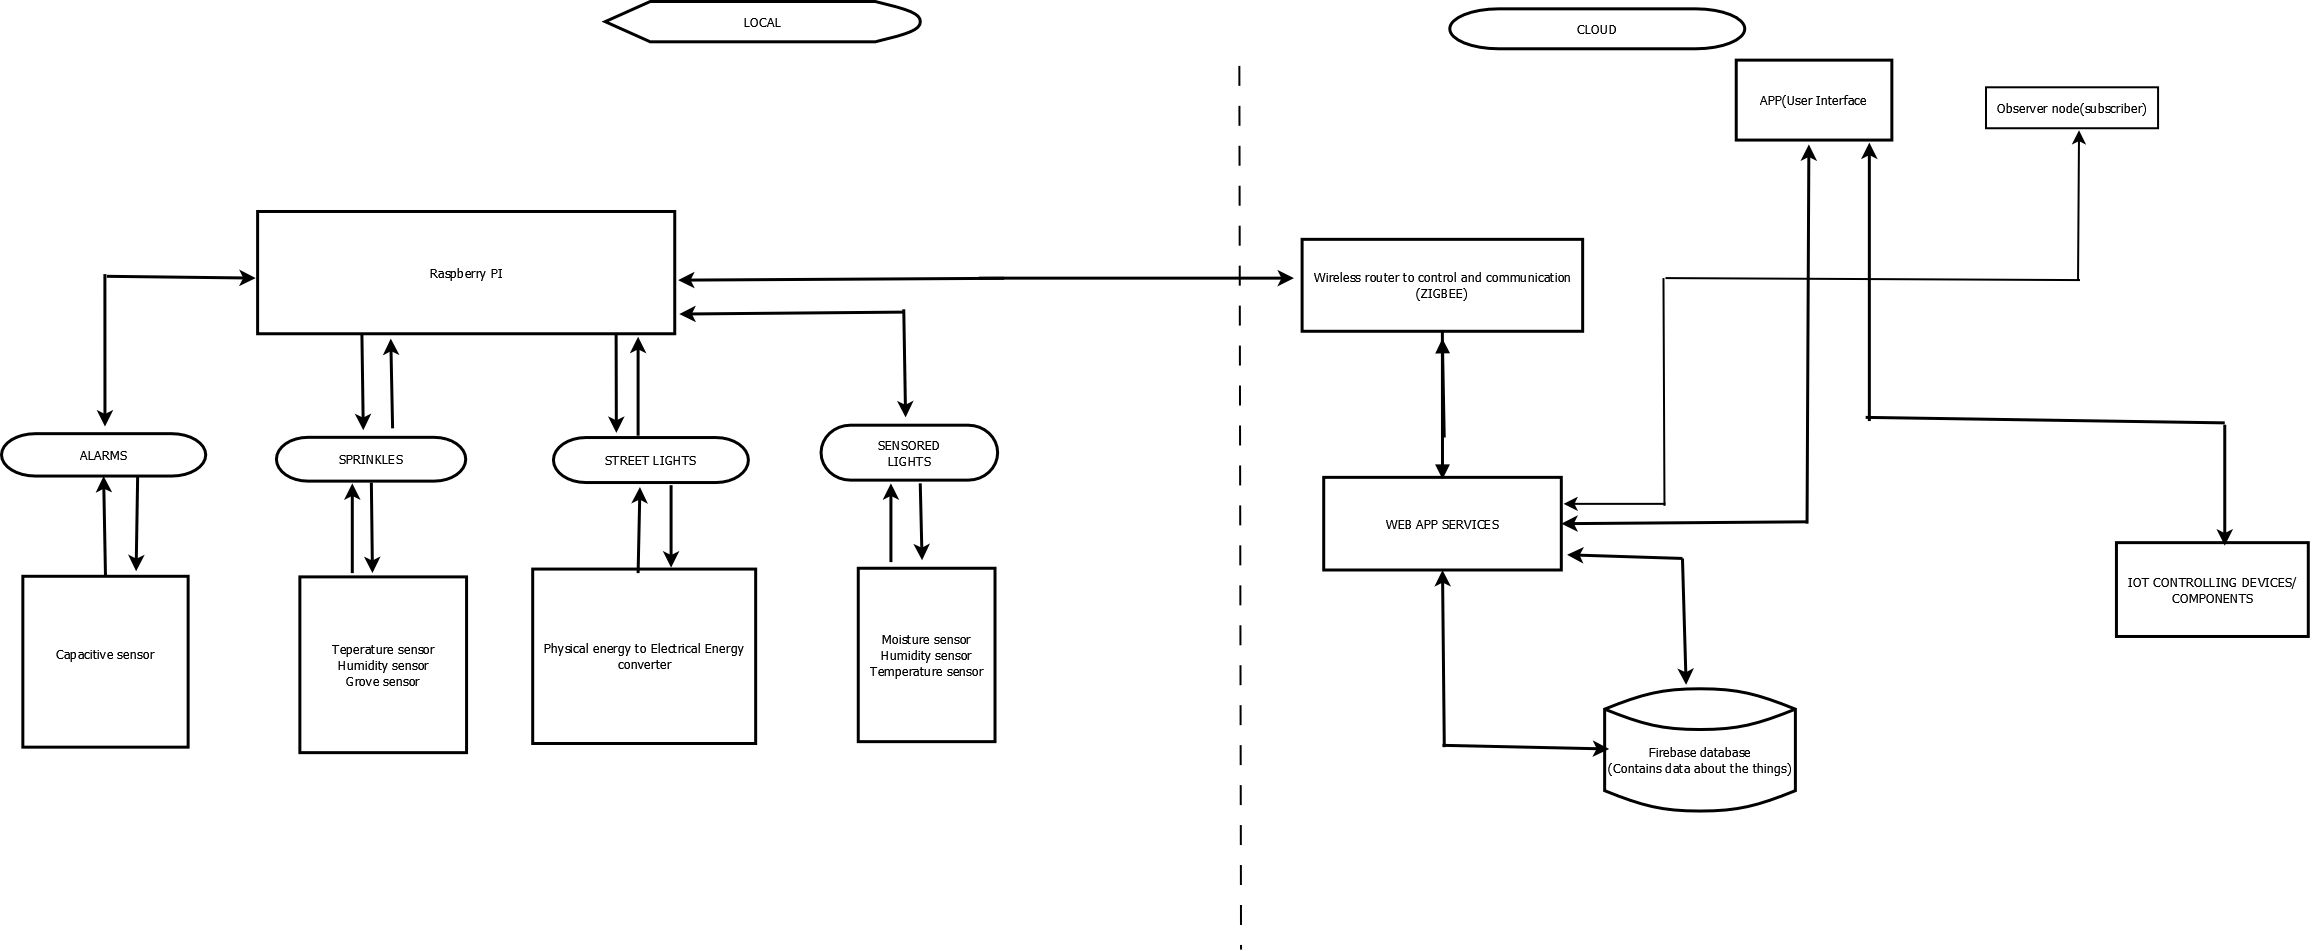 LOCAL
CLOUD
APP(User Interface
Observer node(subscriber)
Raspberry PI
Wireless router to control and communication
(ZIGBEE)
ALARMS
SPRINKLES
STREET LIGHTS
SENSORED
LIGHTS
WEB APP SERVICES
IOT CONTROLLING DEVICES/
COMPONENTS
Capacitive sensor
Teperature sensor
Humidity sensor
Grove sensor
Physical energy to Electrical Energy
converter
Moisture sensor
Humidity sensor
Temperature sensor
Firebase database
(Contains data about the things)